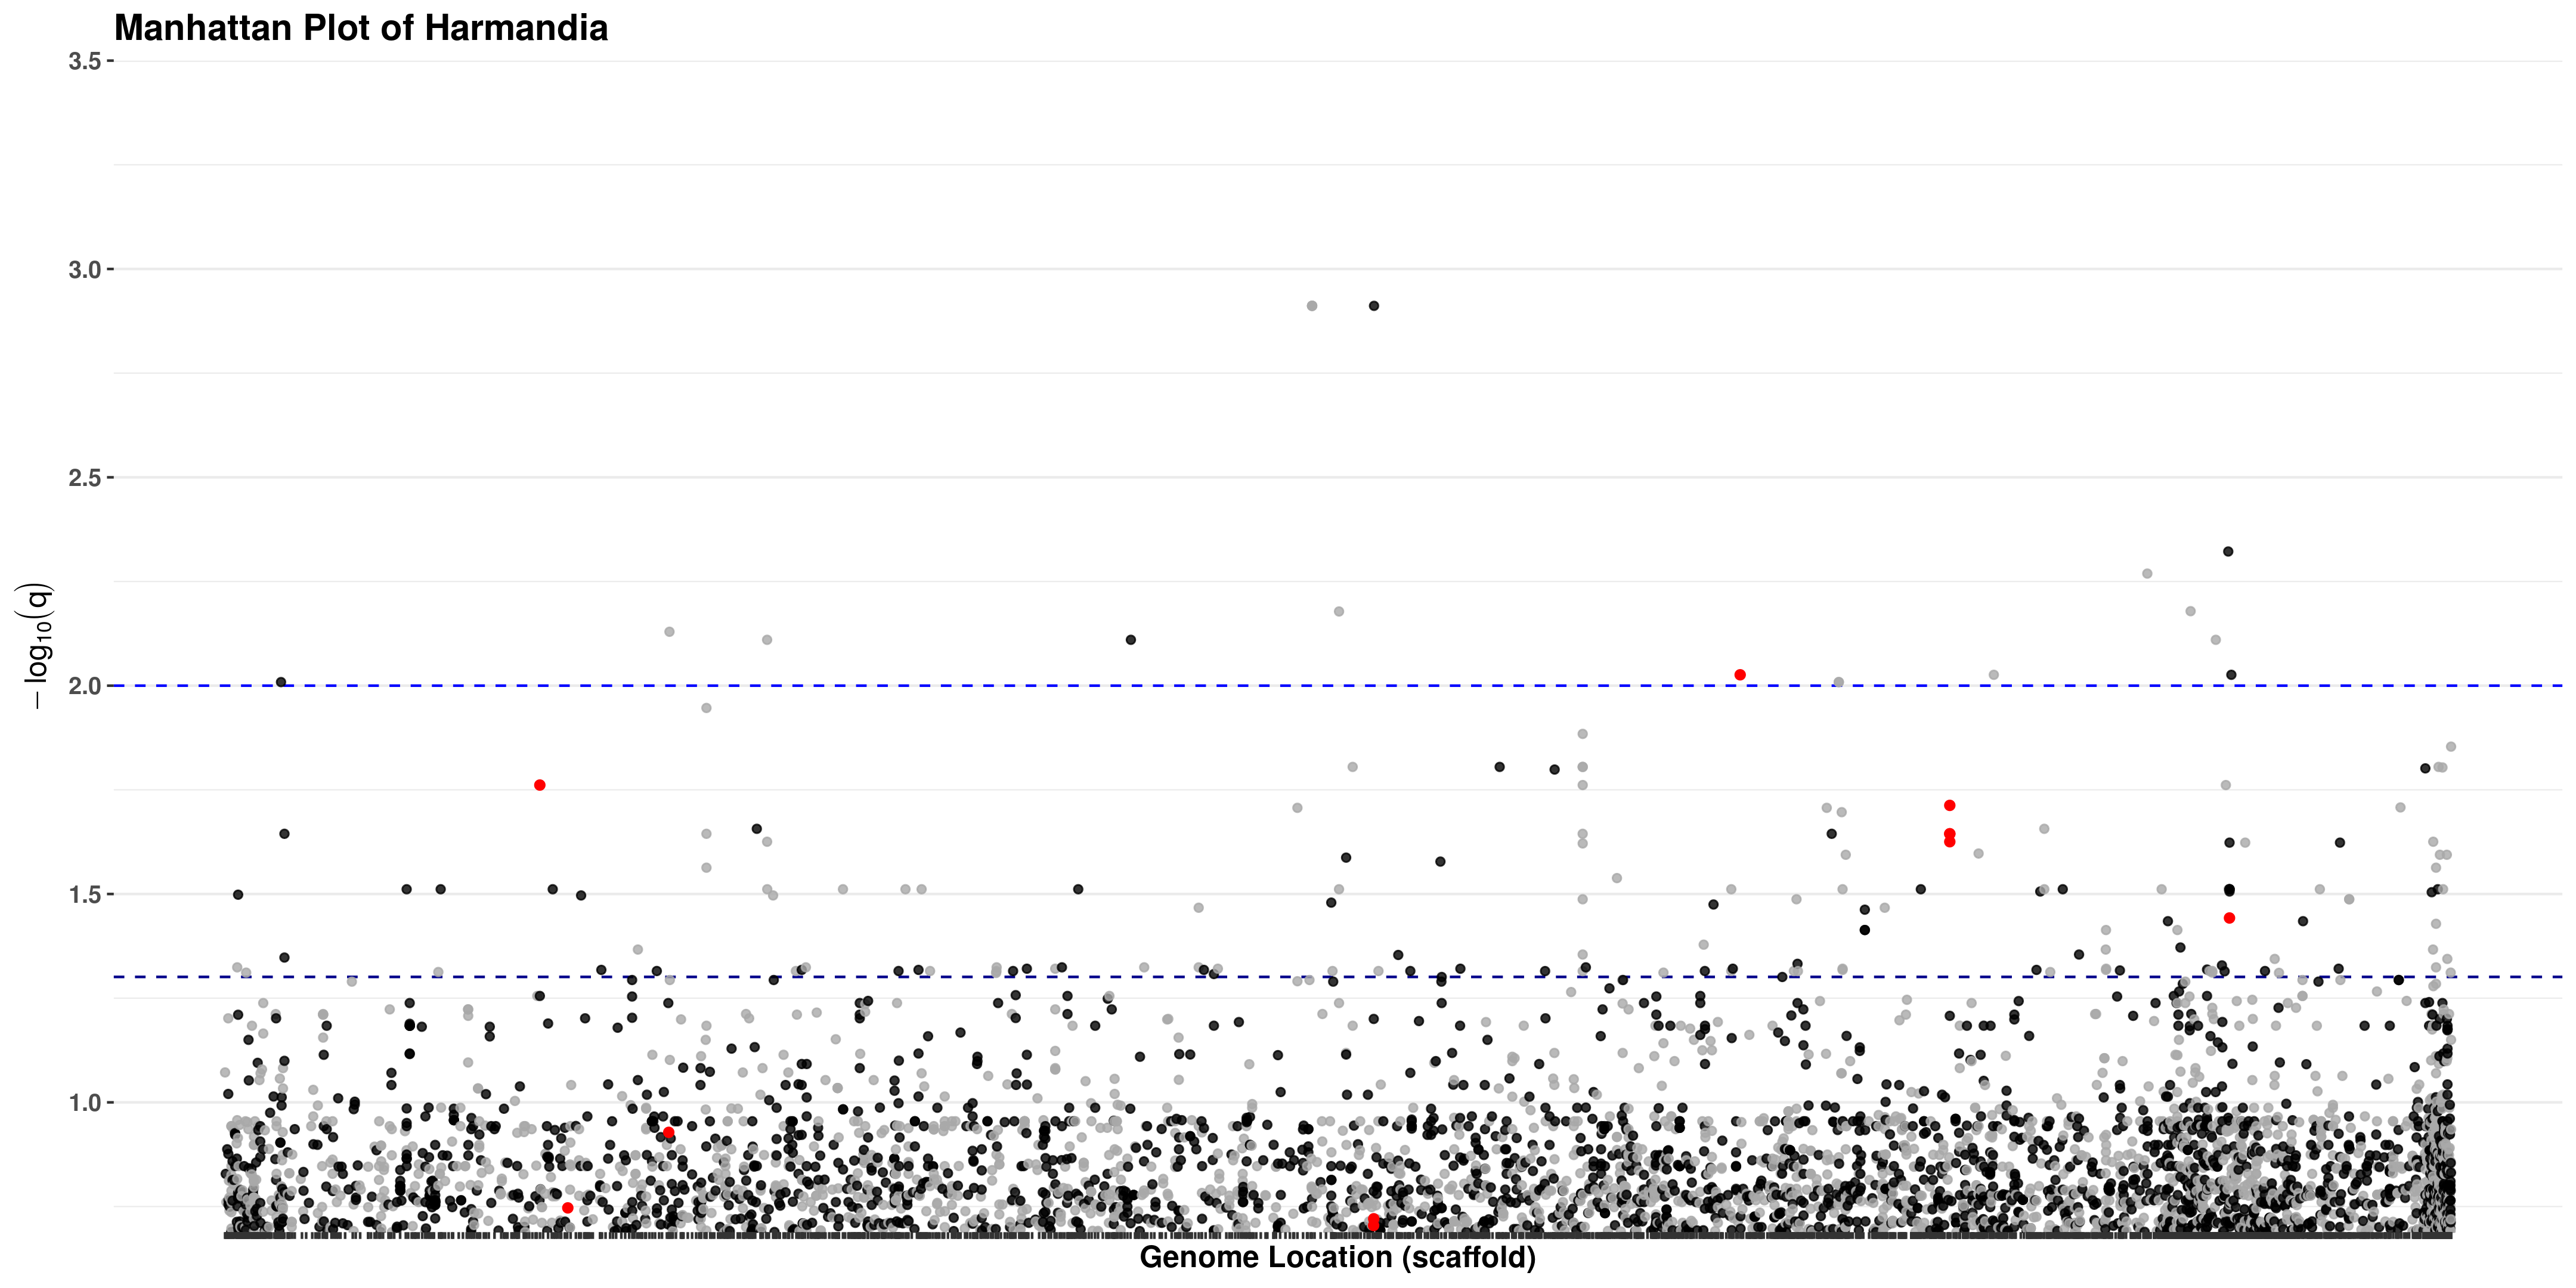 Manhattan Plot of Harmandia
3.5
3.0
2.5
2.0
1.5
1.0
− log10(q)
Genome Location (scaffold)